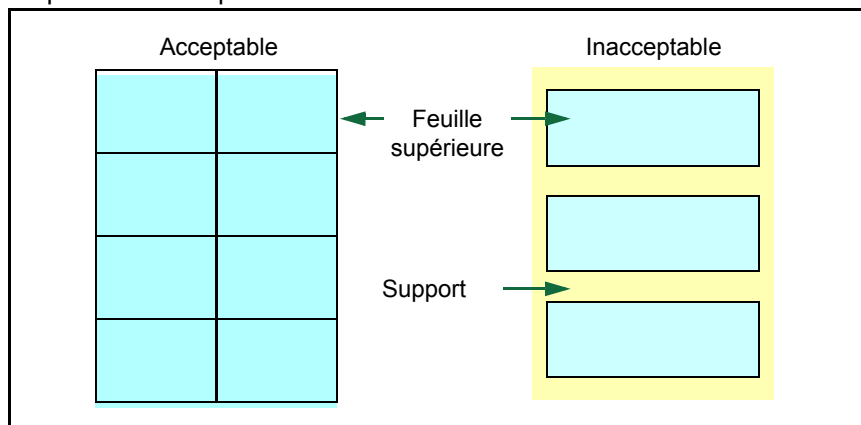 Acceptable
Inacceptable
Feuille
supérieure
Support